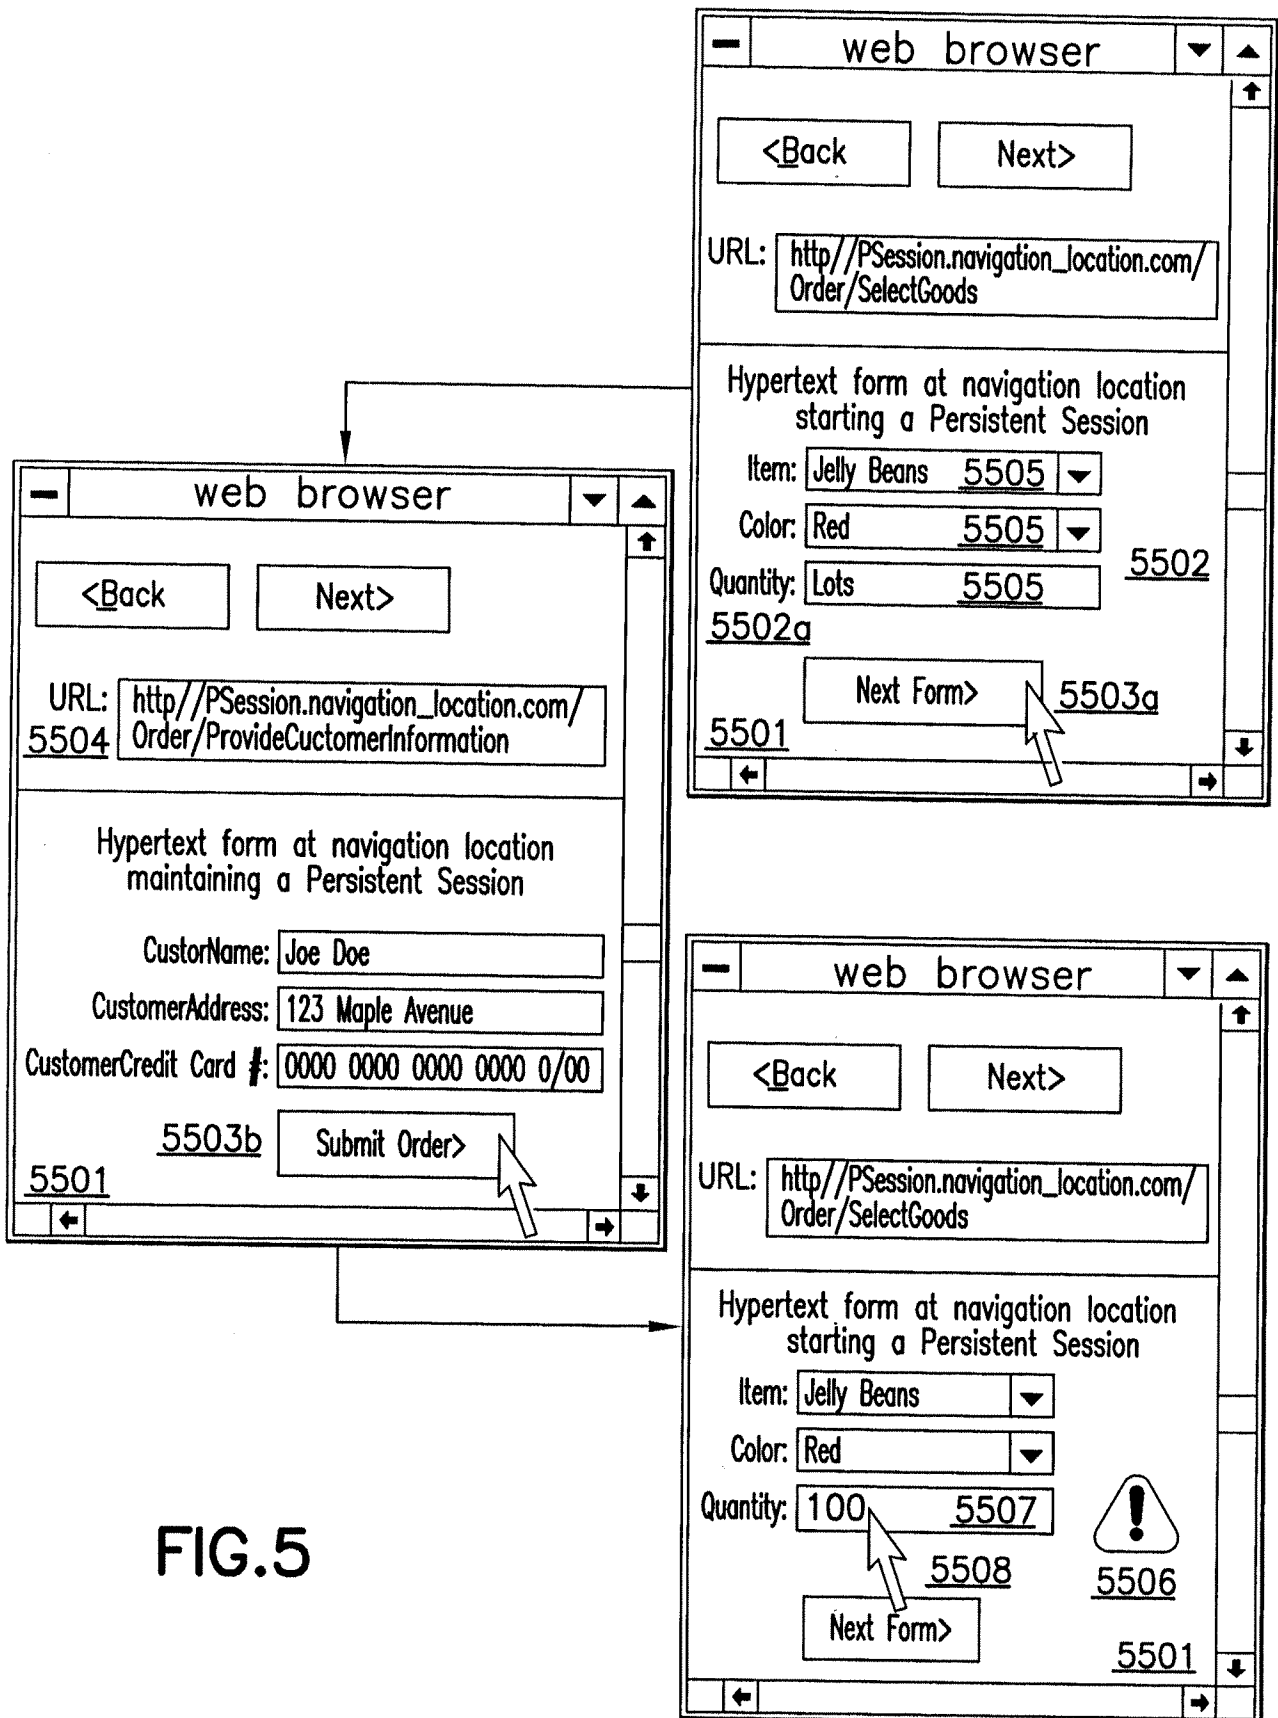 web browser
<Back
Next>
URL:
http//PSession.navigation_location.com/
Order/SelectGoods
Hypertext form at navigation location
starting a Persistent Session
Item: Jelly Beans 5505
Color: Red 5505
5502
Quantity: Lots 5505
5502a
Next Form>
5503a
5501
web browser
<Back
Next>
URL:
5504
http//PSession.navigation_location.com/
Order/ProvideCuctomerInformation
Hypertext form at navigation location
maintaining a Persistent Session
CustorName: Joe Doe
CustomerAddress: 123 Maple Avenue
CustomerCredit Card #: 0000 0000 0000 0000 0/00
5503b
Submit Order>
5501
web browser
<Back
Next>
URL:
http//PSession.navigation_location.com/
Order/SelectGoods
Hypertext form at navigation location
starting a Persistent Session
Item: Jelly Beans
Color: Red
Quantity: 100 5507
!
5508
5506
Next Form>
5501
FIG.5